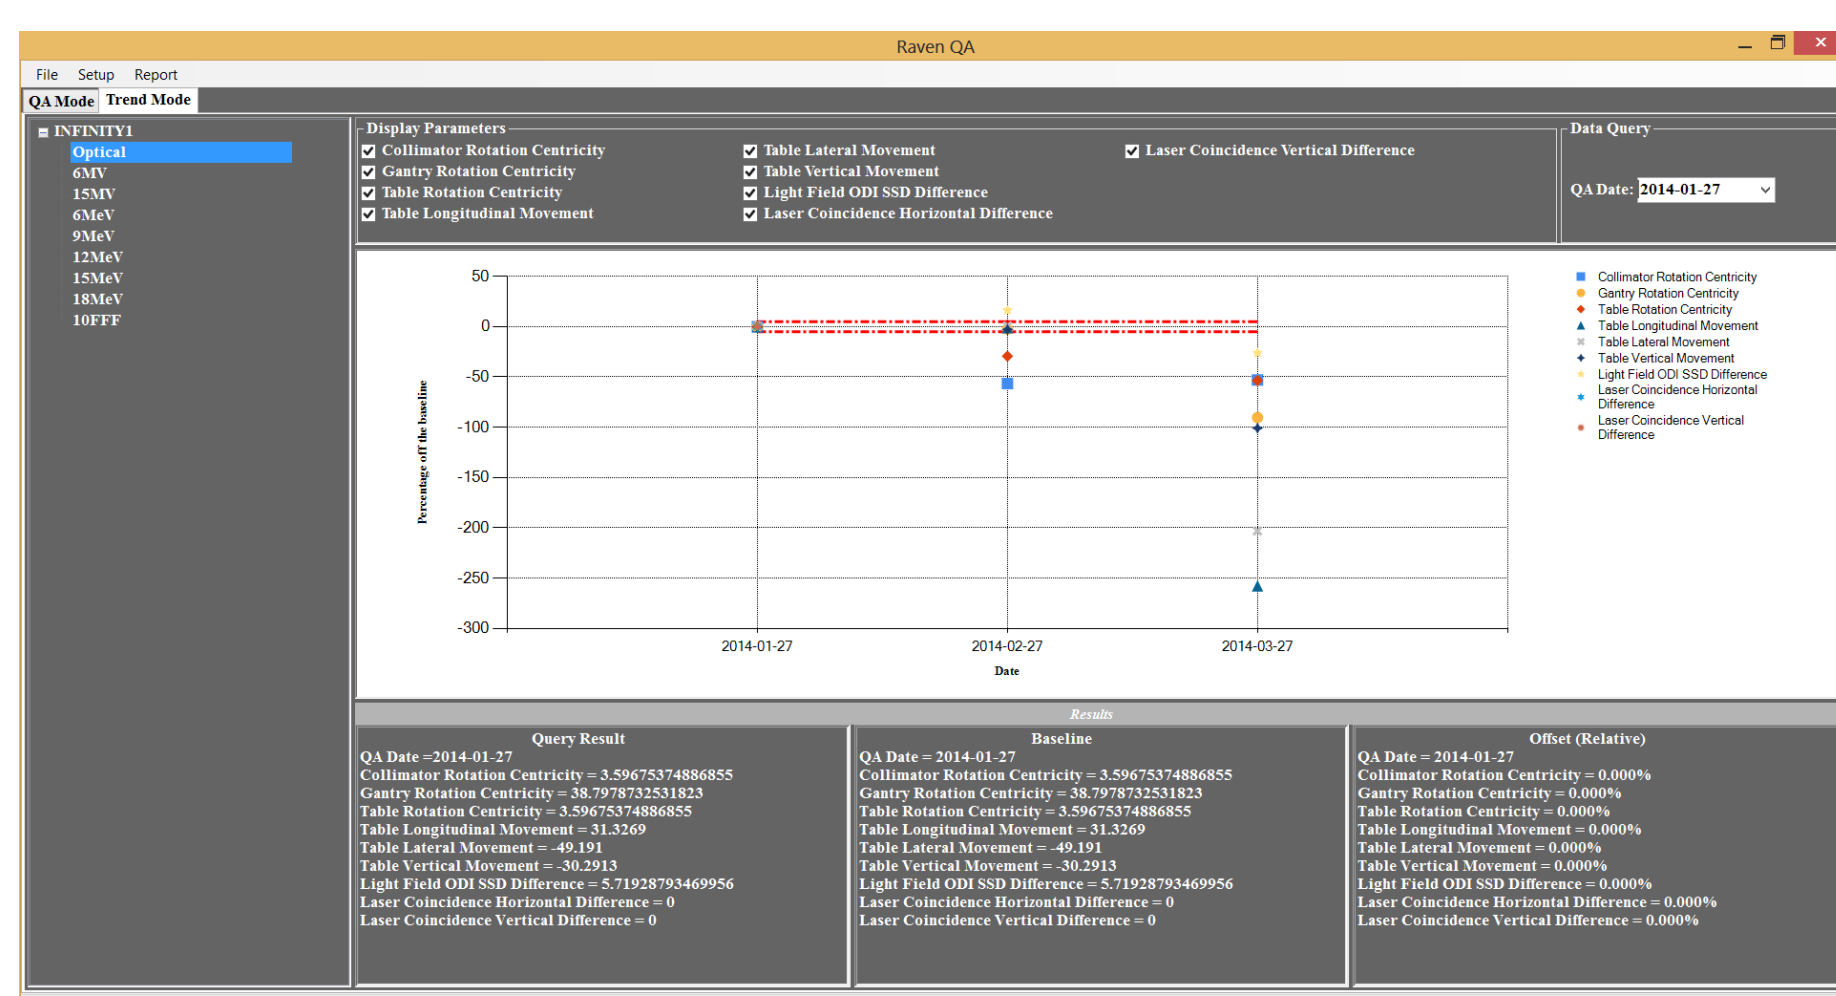 Raven QA
File Setup Report
QA Mode Trend Mode
INFINITY1
Optical
6MV
15MV
6MeV
9MeV
12MeV
15MeV
18MeV
10FFF
Display Parameters
Collimator Rotation Centricity
Gantry Rotation Centricity
Table Rotation Centricity
Table Longitudinal Movement
Table Lateral Movement
Table Vertical Movement
Light Field ODI SSD Difference
Laser Coincidence Horizontal Difference
Laser Coincidence Vertical Difference
Data Query
QA Date: 2014-01-27
50
0
-50
-100
-150
-200
-250
-300
Percentage off the baseline
2014-01-27 2014-02-27 2014-03-27
Date
Collimator Rotation Centricity
Gantry Rotation Centricity
Table Rotation Centricity
Table Longitudinal Movement
Table Lateral Movement
Table Vertical Movement
Light Field ODI SSD Difference
Laser Coincidence Horizontal
Difference
Laser Coincidence Vertical
Difference
Results
Query Result
QA Date =2014-01-27
Collimator Rotation Centricity = 3.59675374886855
Gantry Rotation Centricity = 38.7978732531823
Table Rotation Centricity = 3.59675374886855
Table Longitudinal Movement = 31.3269
Table Lateral Movement = -49.191
Table Vertical Movement = -30.2913
Light Field ODI SSD Difference = 5.71928793469956
Laser Coincidence Horizontal Difference = 0
Laser Coincidence Vertical Difference = 0
Baseline
QA Date = 2014-01-27
Collimator Rotation Centricity = 3.59675374886855
Gantry Rotation Centricity = 38.7978732531823
Table Rotation Centricity = 3.59675374886855
Table Longitudinal Movement = 31.3269
Table Lateral Movement = -49.191
Table Vertical Movement = -30.2913
Light Field ODI SSD Difference = 5.71928793469956
Laser Coincidence Horizontal Difference = 0
Laser Coincidence Vertical Difference = 0
Offset (Relative)
QA Date = 2014-01-27
Collimator Rotation Centricity = 0.000%
Gantry Rotation Centricity = 0.000%
Table Rotation Centricity = 0.000%
Table Longitudinal Movement = 0.000%
Table Lateral Movement = 0.000%
Table Vertical Movement = 0.000%
Light Field ODI SSD Difference = 0.000%
Laser Coincidence Horizontal Difference = 0.000%
Laser Coincidence Vertical Difference = 0.000%